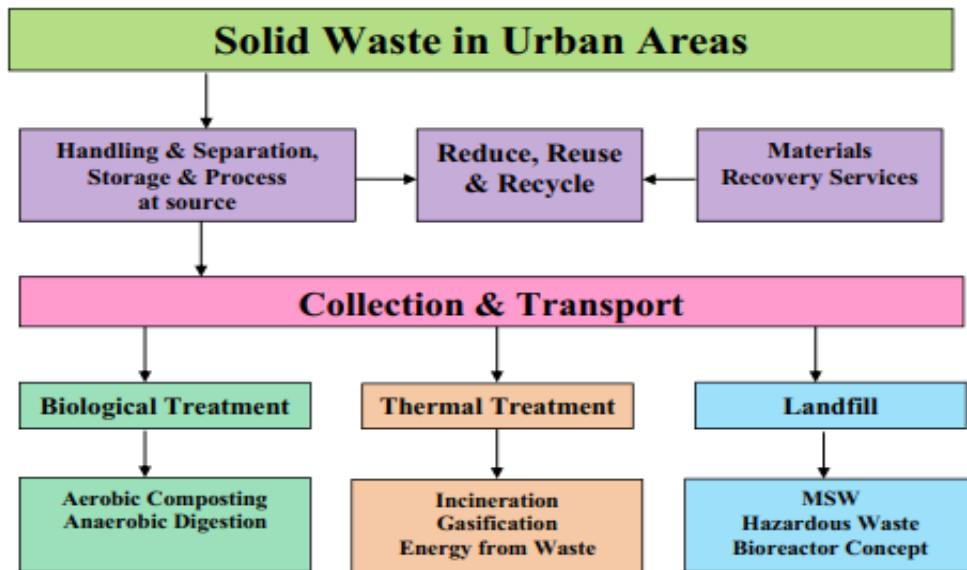 Solid Waste in Urban Areas
Handling & Separation,
Storage & Process
at source
Reduce, Reuse
& Recycle
Materials
Recovery Services
Collection & Transport
Biological Treatment
Thermal Treatment
Landfill
Aerobic Composting
Anaerobic Digestion
Incineration
Gasification
Energy from Waste
MSW
Hazardous Waste
Bioreactor Concept